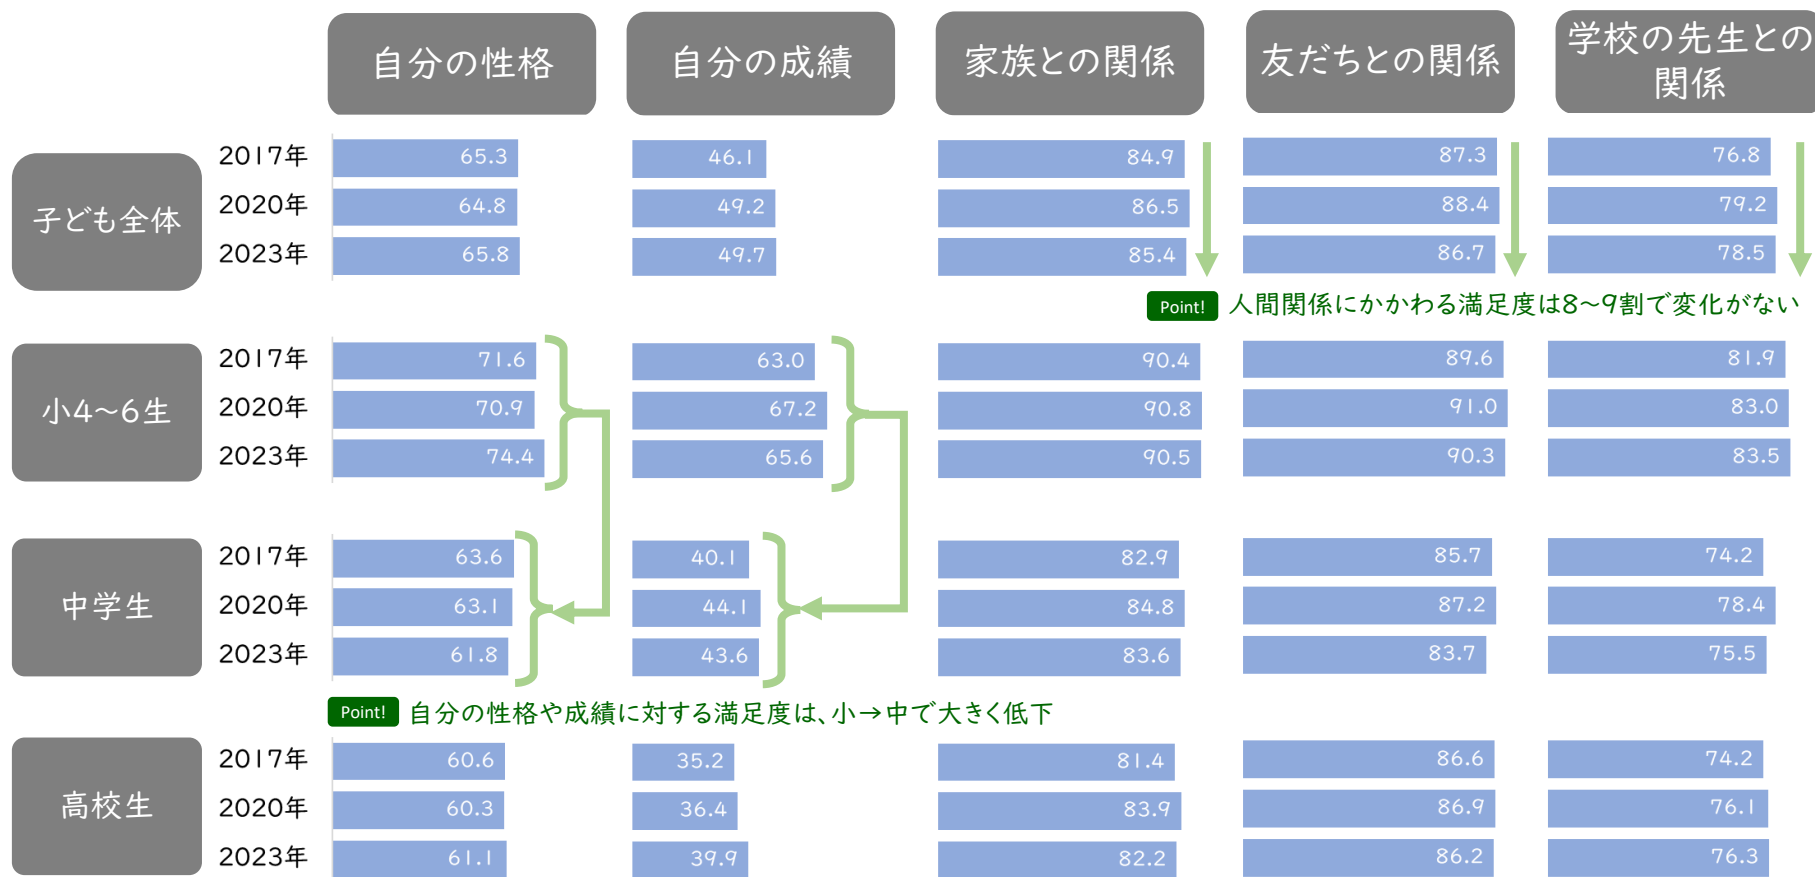 自分の性格 自分の成績 家族との関係 友だちとの関係 学校の先生との
関係
子ども全体
2017年 65.3 46.1 84.9 87.3 76.8
2020年 64.8 49.2 86.5 88.4 79.2
2023年 65.8 49.7 85.4 86.7 78.5
Point! 人間関係にかかわる満足度は8～9割で変化がない
小4～6生
2017年 71.6 63.0 90.4 89.6 81.9
2020年 70.9 67.2 90.8 91.0 83.0
2023年 74.4 65.6 90.5 90.3 83.5
中学生
2017年 63.6 40.1 82.9 85.7 74.2
2020年 63.1 44.1 84.8 87.2 78.4
2023年 61.8 43.6 83.6 83.7 75.5
Point! 自分の性格や成績に対する満足度は、小→中で大きく低下
高校生
2017年 60.6 35.2 81.4 86.6 74.2
2020年 60.3 36.4 83.9 86.9 76.1
2023年 61.1 39.9 82.2 86.2 76.3